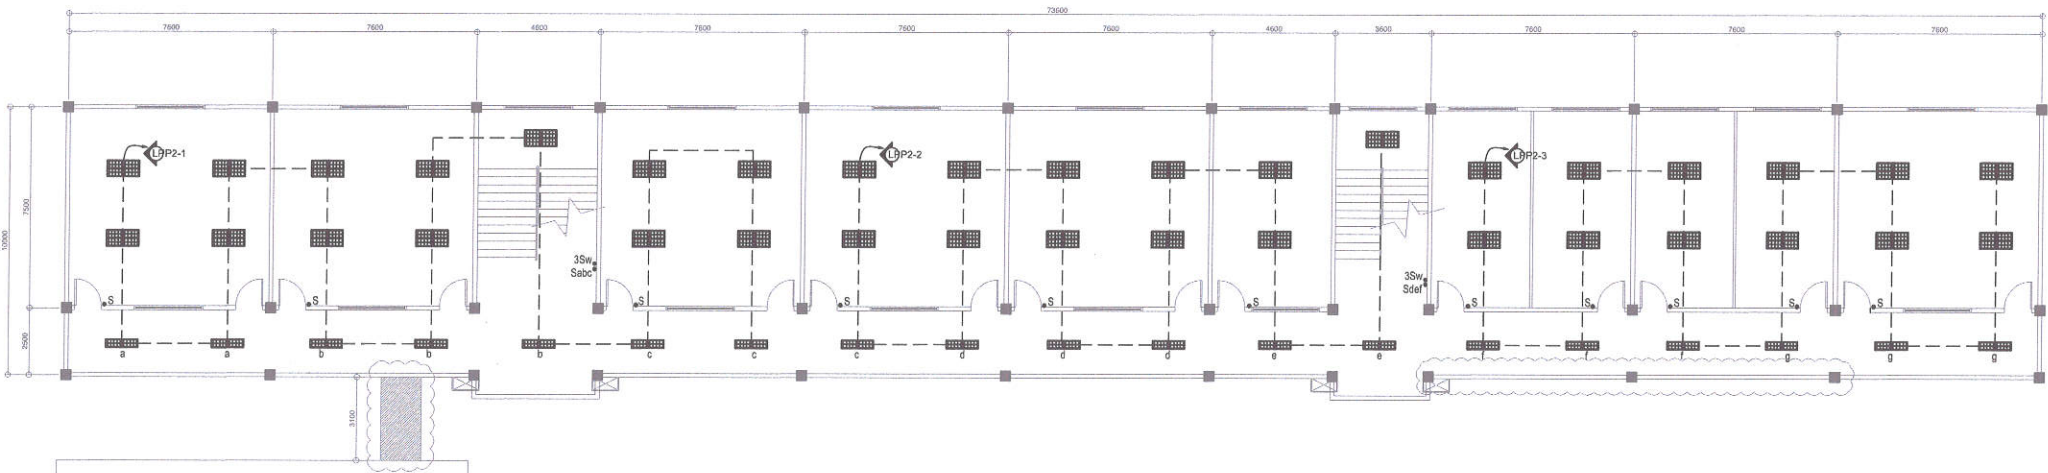 73600
7600 7600 4600 7600 7600 7600 4600 3600 7600 7600 7600
LPP2-1 LPP2-2 LPP2-3
7500
10000
3Sw
Sabc
3Sw
Sdef
S S S S S S S S S S S
2500
a a b b b c c c d d d e e g g g
3100